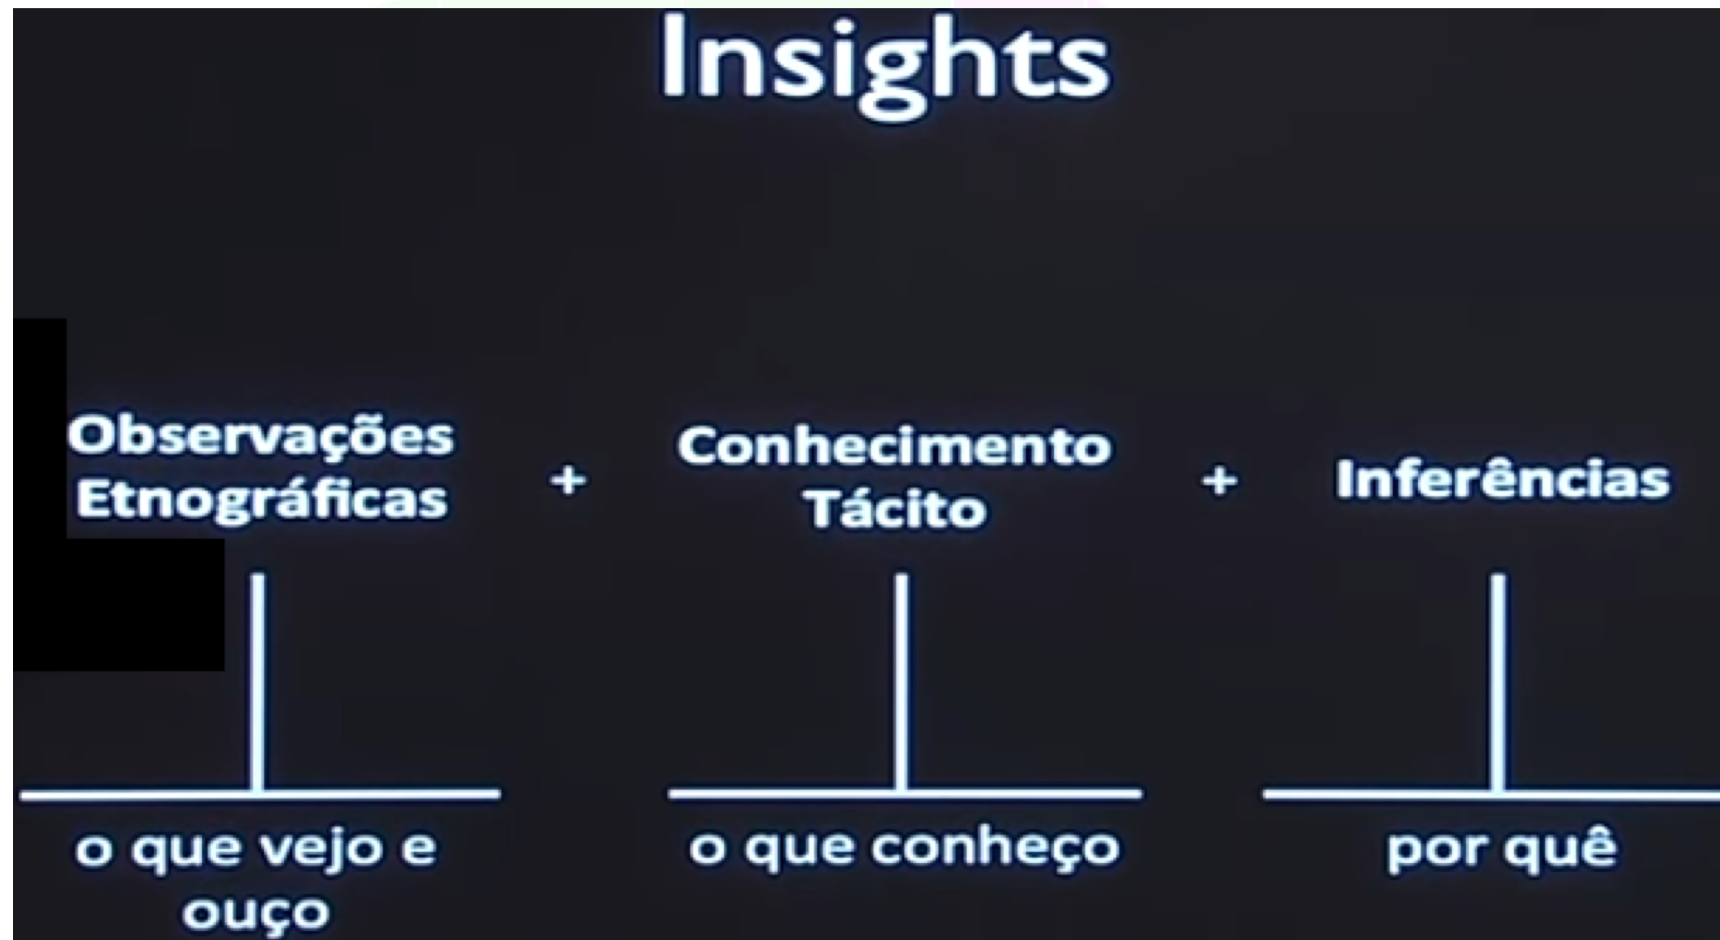 Insights
Observações
Etnográficas
+
Conhecimento
Tácito
+
Inferências
o que vejo e
ouço
o que conheço
por quê